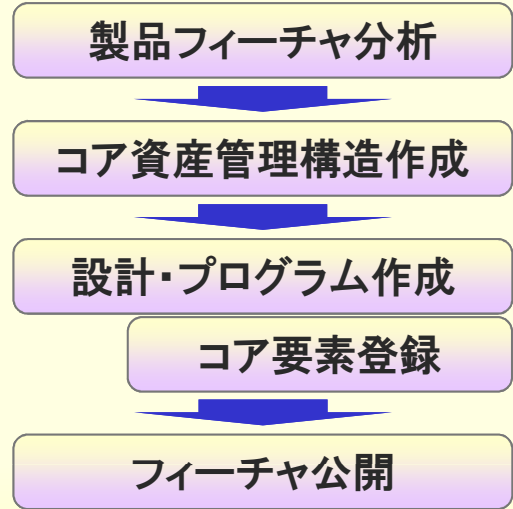 製品フィーチャ分析
コア資産管理構造作成
設計・プログラム作成
コア要素登録
フィーチャ公開